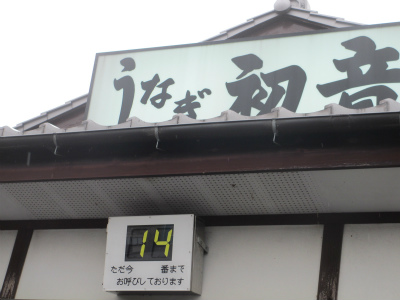 うなぎ 初音
14
ただ今 番まで
お呼びしております